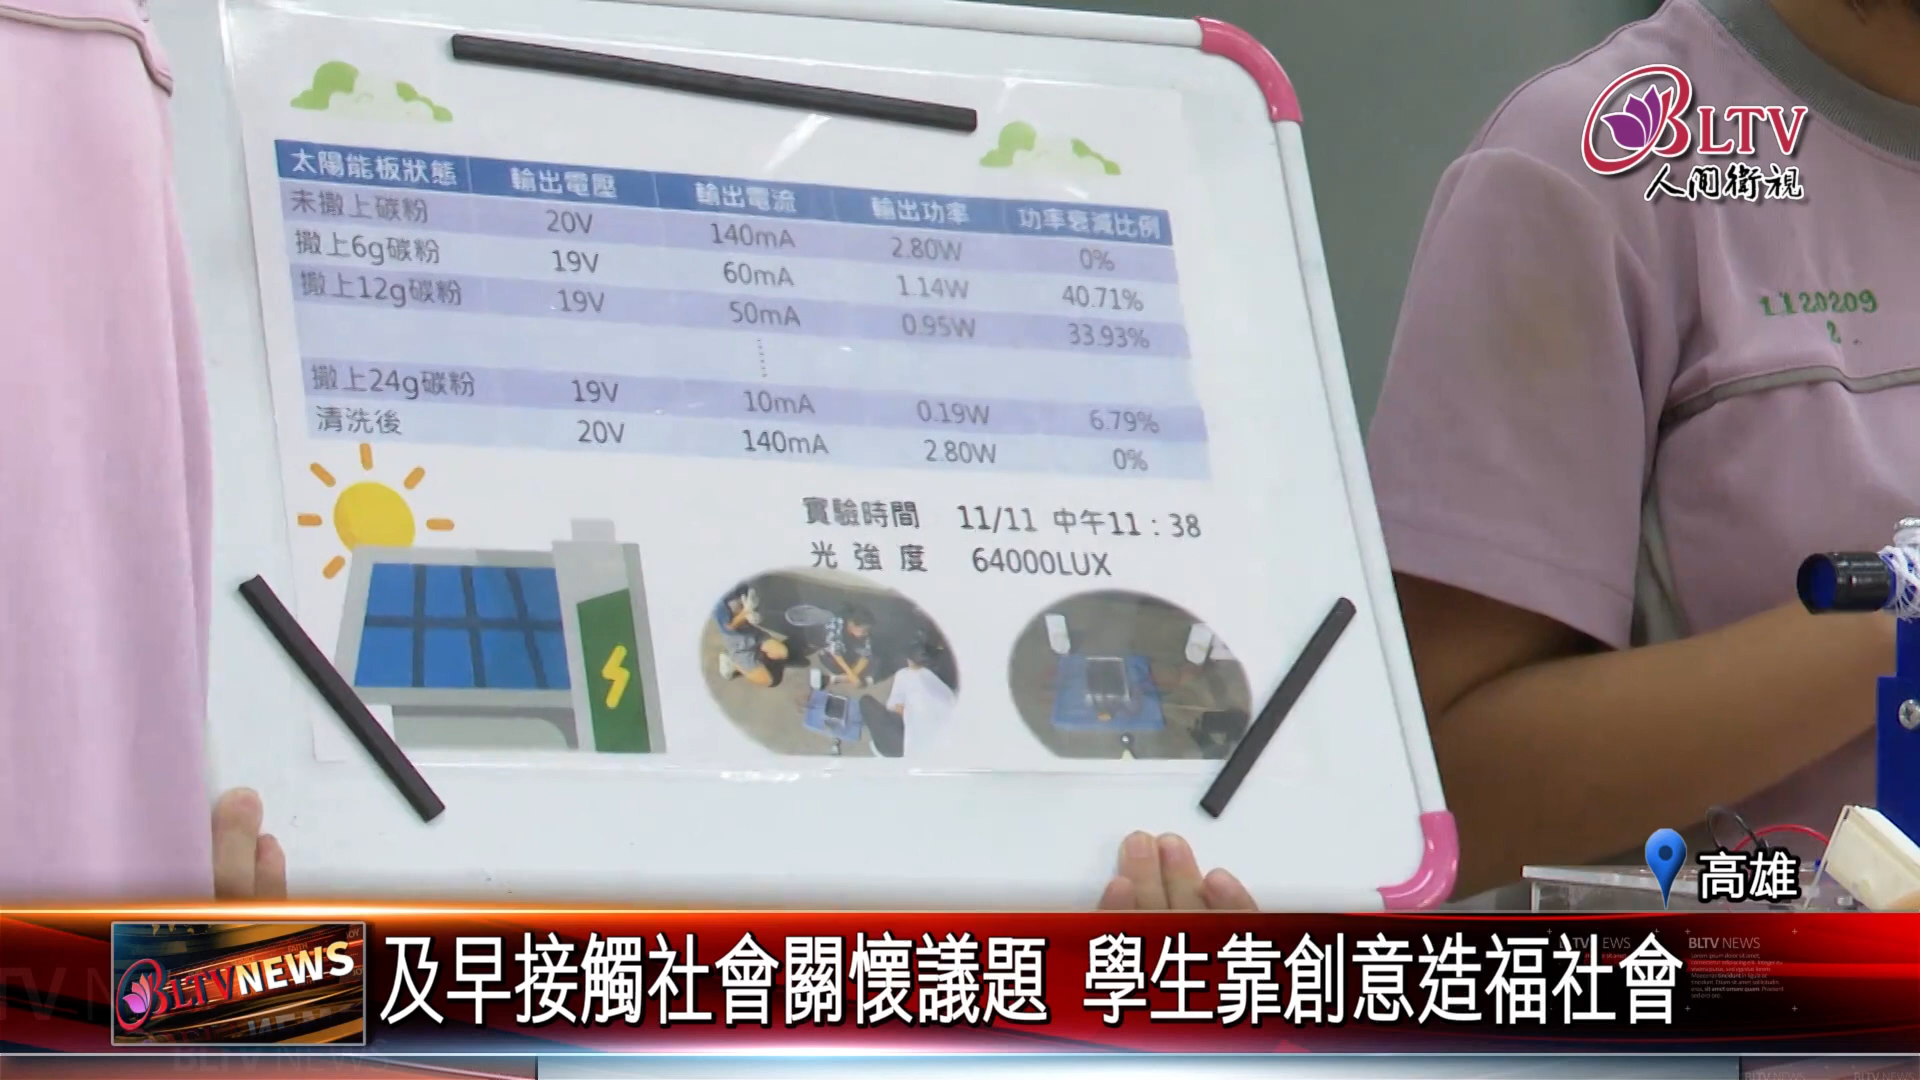 BLTV
人間衛視
太陽能板狀態 輸出電壓 輸出電流 輸出功率 功率衰減比例
未撒上碳粉 20V 140mA 2.80W 0%
撒上6g碳粉 19V 60mA 1.14W 40.71%
撒上12g碳粉 19V 50mA 0.95W 33.93%
撒上24g碳粉 19V 10mA 0.19W 6.79%
清洗後 20V 140mA 2.80W 0%
實驗時間 11/11 中午11：38
光強度 64000LUX
1120209
高雄
BLTVNEWS
及早接觸社會關懷議題 學生靠創意造福社會
BLTV NEWS